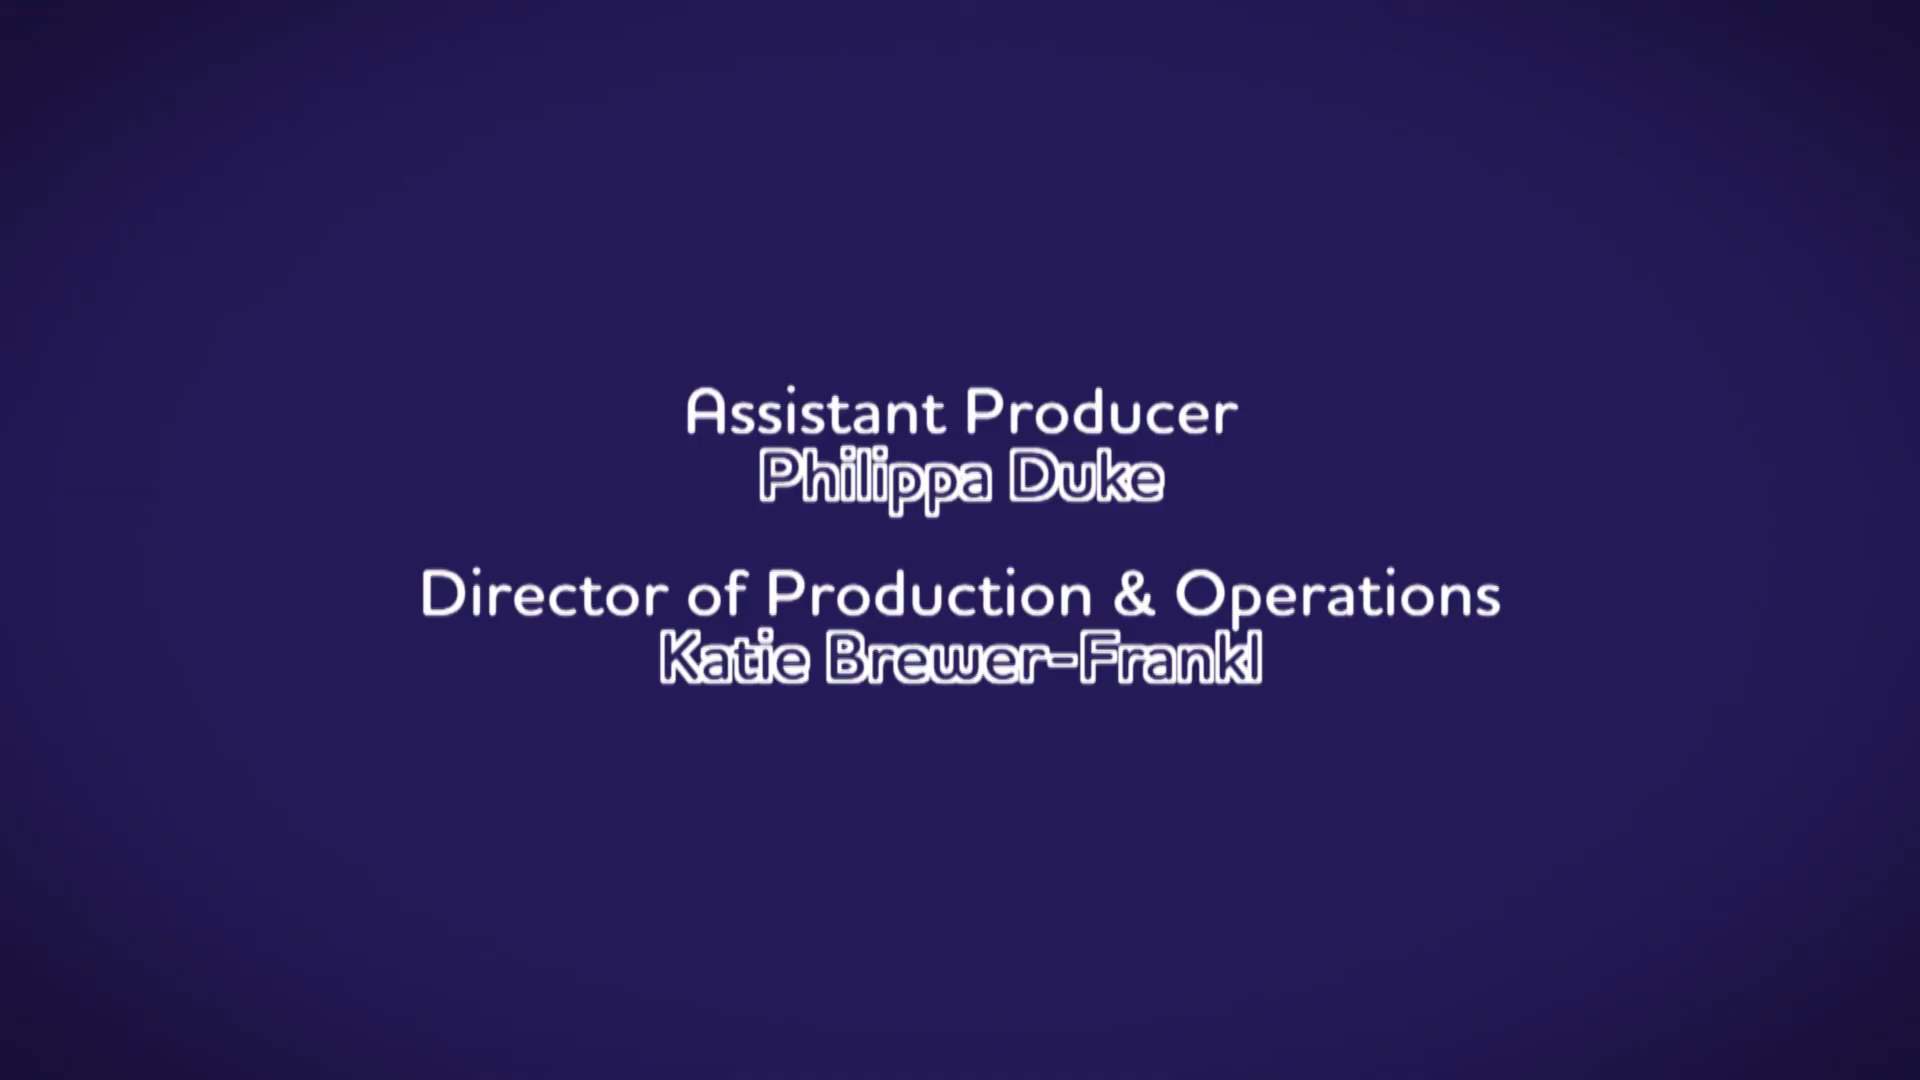 Assistant Producer
Philippa Duke
Director of Production & Operations
Katie Brewer-Frankl